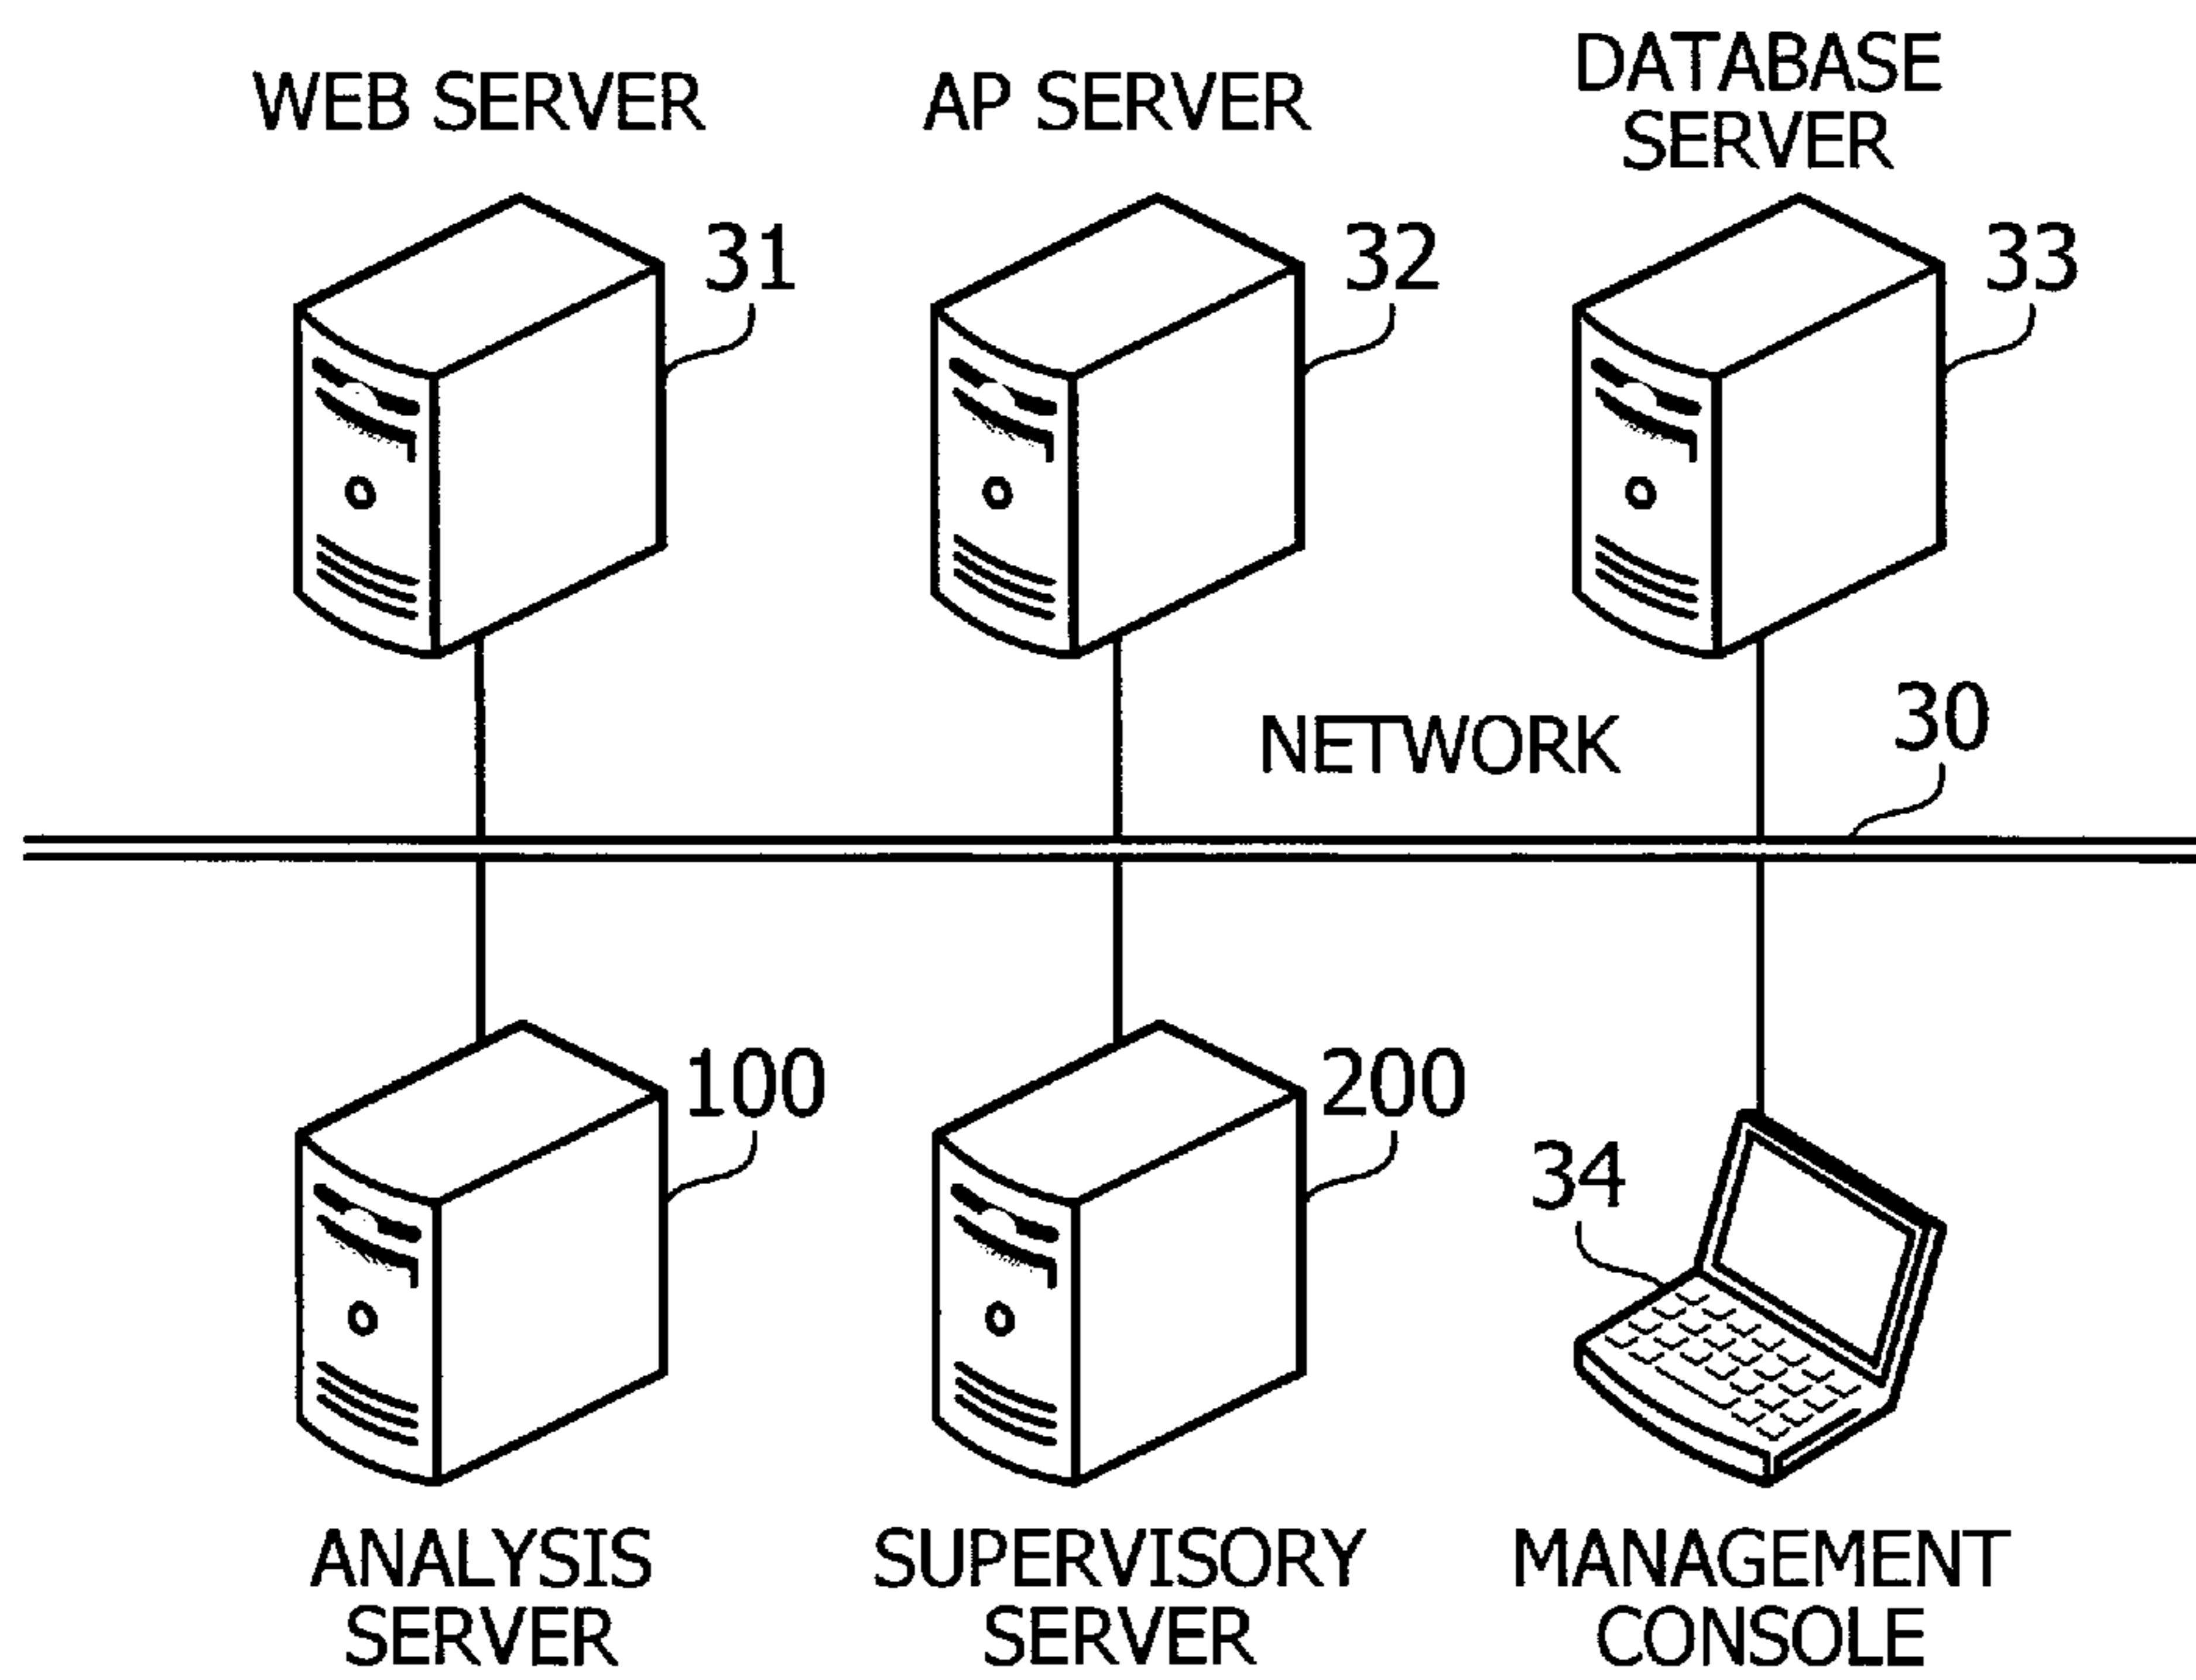 WEB SERVER
AP SERVER
DATABASE
SERVER
31
32
33
NETWORK
30
100
200
34
ANALYSIS
SERVER
SUPERVISORY
SERVER
MANAGEMENT
CONSOLE